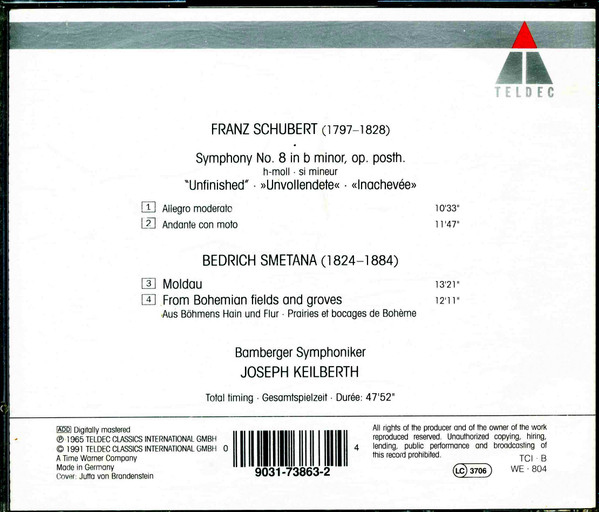 TELDEC
FRANZ SCHUBERT (1797–1828)
Symphony No. 8 in b minor, op. posth.
h-moll · si mineur
"Unfinished" · »Unvollendete« · «Inachevée»
1 Allegro moderato 10'33"
2 Andante con moto 11'47"
BEDRICH SMETANA (1824–1884)
3 Moldau 13'21"
4 From Bohemian fields and groves 12'11"
Aus Böhmens Hain und Flur · Prairies et bocages de Bohème
Bamberger Symphoniker
JOSEPH KEILBERTH
Total timing · Gesamtspielzeit · Durée: 47'52"
ADD Digitally mastered
℗ 1965 TELDEC CLASSICS INTERNATIONAL GMBH
© 1991 TELDEC CLASSICS INTERNATIONAL GMBH
A Time Warner Company
Made in Germany
Cover: Jutta von Brandenstein
0 4
9031-73863-2
All rights of the producer and of the owner of the work
reproduced reserved. Unauthorized copying, hiring,
lending, public performance and broadcasting of
this record prohibited.
TCI · B
LC 3706 WE · 804